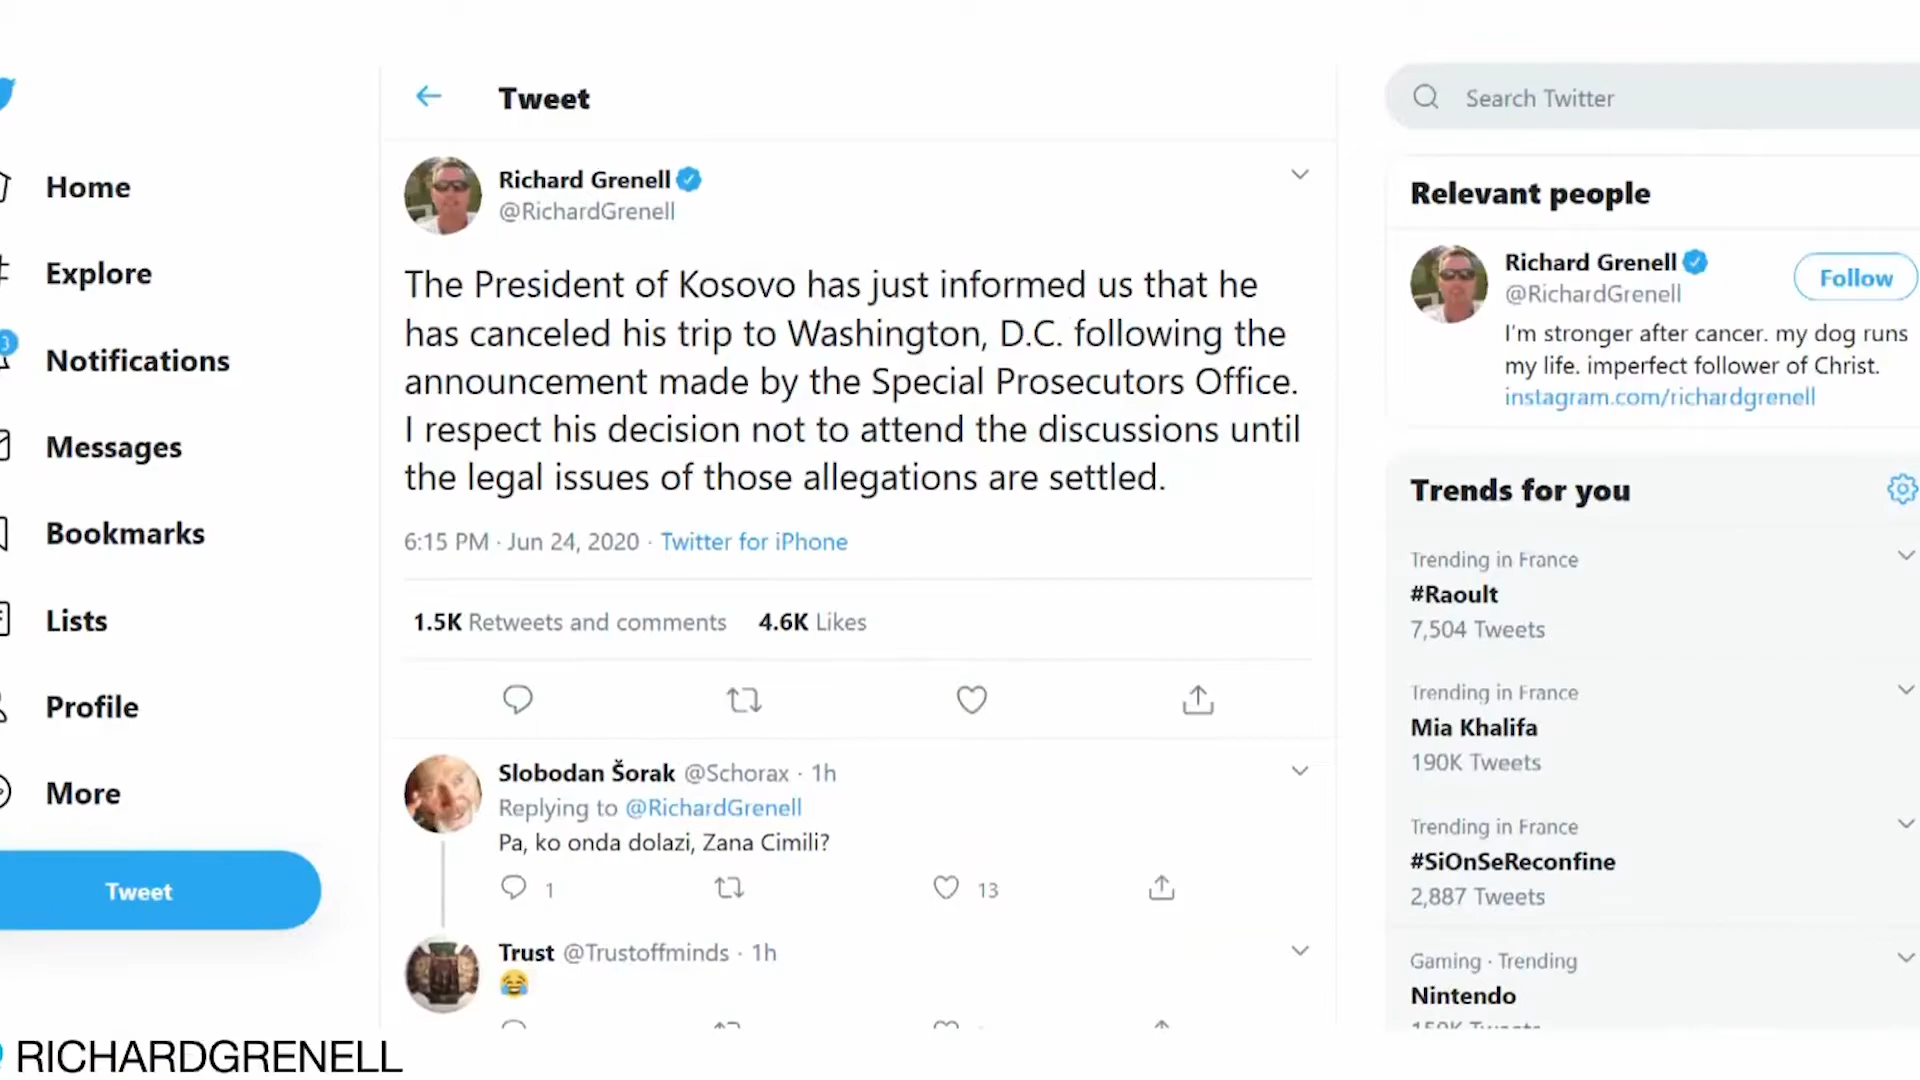 Home
Explore
3
Notifications
Messages
Bookmarks
Lists
Profile
More
Tweet
Tweet
Richard Grenell
@RichardGrenell
The President of Kosovo has just informed us that he
has canceled his trip to Washington, D.C. following the
announcement made by the Special Prosecutors Office.
I respect his decision not to attend the discussions until
the legal issues of those allegations are settled.
6:15 PM · Jun 24, 2020 · Twitter for iPhone
1.5K Retweets and comments 4.6K Likes
Slobodan Šorak @Schorax · 1h
Replying to @RichardGrenell
Pa, ko onda dolazi, Zana Cimili?
1 13
Trust @Trustoffminds · 1h
😂
Search Twitter
Relevant people
Richard Grenell
@RichardGrenell
Follow
I'm stronger after cancer. my dog runs
my life. imperfect follower of Christ.
instagram.com/richardgrenell
Trends for you
Trending in France
#Raoult
7,504 Tweets
Trending in France
Mia Khalifa
190K Tweets
Trending in France
#SiOnSeReconfine
2,887 Tweets
Gaming · Trending
Nintendo
RICHARDGRENELL